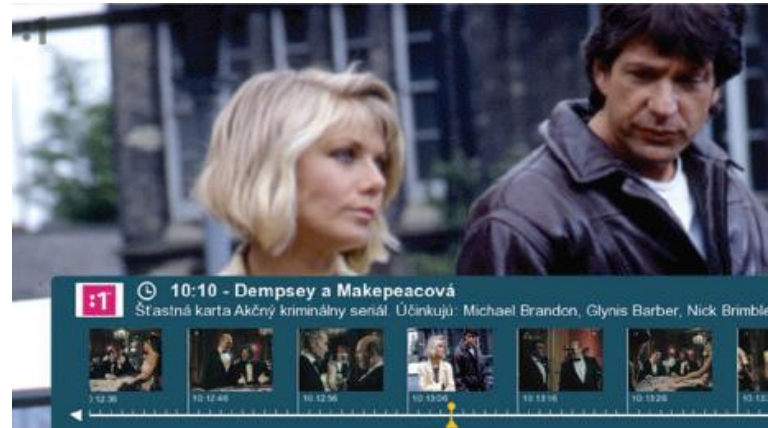 :1
:1
10:10 - Dempsey a Makepeacová
Šťastná karta Akčný kriminálny seriál. Účinkujú: Michael Brandon, Glynis Barber, Nick Brimble
10:12:36 10:12:46 10:12:56 10:13:06 10:13:16 10:13:26